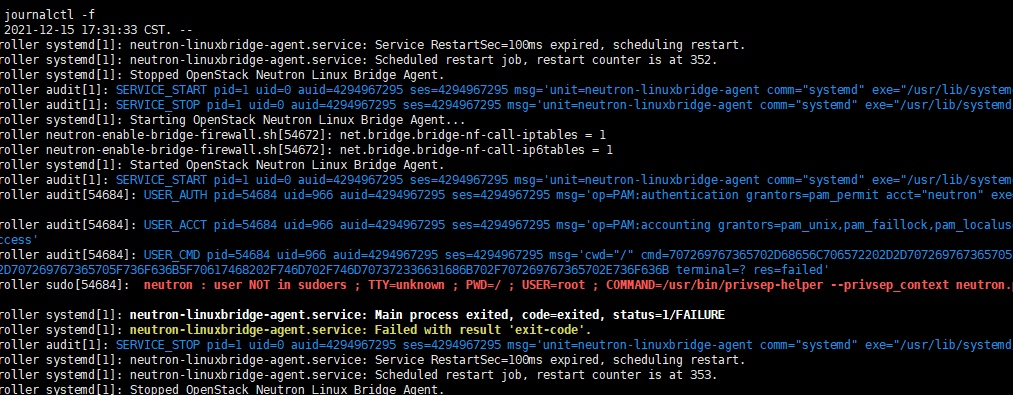 journalctl -f
2021-12-15 17:31:33 CST. --
roller systemd[1]: neutron-linuxbridge-agent.service: Service RestartSec=100ms expired, scheduling restart.
roller systemd[1]: neutron-linuxbridge-agent.service: Scheduled restart job, restart counter is at 352.
roller systemd[1]: Stopped OpenStack Neutron Linux Bridge Agent.
roller audit[1]: SERVICE_START pid=1 uid=0 auid=4294967295 ses=4294967295 msg='unit=neutron-linuxbridge-agent comm="systemd" exe="/usr/lib/systemd
roller audit[1]: SERVICE_STOP pid=1 uid=0 auid=4294967295 ses=4294967295 msg='unit=neutron-linuxbridge-agent comm="systemd" exe="/usr/lib/systemd
roller systemd[1]: Starting OpenStack Neutron Linux Bridge Agent...
roller neutron-enable-bridge-firewall.sh[54672]: net.bridge.bridge-nf-call-iptables = 1
roller neutron-enable-bridge-firewall.sh[54672]: net.bridge.bridge-nf-call-ip6tables = 1
roller systemd[1]: Started OpenStack Neutron Linux Bridge Agent.
roller audit[1]: SERVICE_START pid=1 uid=0 auid=4294967295 ses=4294967295 msg='unit=neutron-linuxbridge-agent comm="systemd" exe="/usr/lib/systemd
roller audit[54684]: USER_AUTH pid=54684 uid=966 auid=4294967295 ses=4294967295 msg='op=PAM:authentication grantors=pam_permit acct="neutron" exe
roller audit[54684]: USER_ACCT pid=54684 uid=966 auid=4294967295 ses=4294967295 msg='op=PAM:accounting grantors=pam_unix,pam_faillock,pam_localus
ccess'
roller audit[54684]: USER_CMD pid=54684 uid=966 auid=4294967295 ses=4294967295 msg='cwd="/" cmd=707269767365702D68656C706572202D2D707269767365705
2D707269767365705F736F636B5F70617468202F746D702F746D707372336631686B702F707269767365702E736F636B terminal=? res=failed'
roller sudo[54684]: neutron : user NOT in sudoers ; TTY=unknown ; PWD=/ ; USER=root ; COMMAND=/usr/bin/privsep-helper --privsep_context neutron.p
roller systemd[1]: neutron-linuxbridge-agent.service: Main process exited, code=exited, status=1/FAILURE
roller systemd[1]: neutron-linuxbridge-agent.service: Failed with result 'exit-code'.
roller audit[1]: SERVICE_STOP pid=1 uid=0 auid=4294967295 ses=4294967295 msg='unit=neutron-linuxbridge-agent comm="systemd" exe="/usr/lib/systemd
roller systemd[1]: neutron-linuxbridge-agent.service: Service RestartSec=100ms expired, scheduling restart.
roller systemd[1]: neutron-linuxbridge-agent.service: Scheduled restart job, restart counter is at 353.
roller systemd[1]: Stopped OpenStack Neutron Linux Bridge Agent.